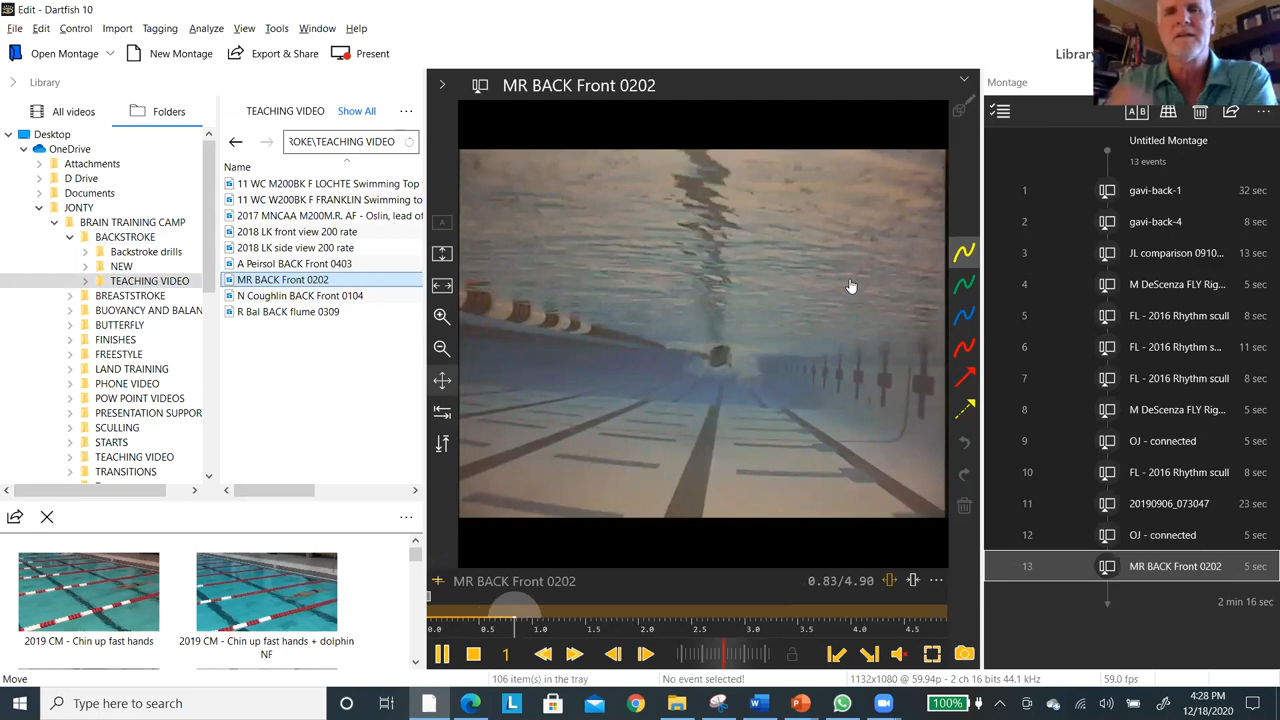 Edit - Dartfish 10
File Edit Control Import Tagging Analyze View Tools Window Help
Open Montage New Montage Export & Share Present
Library
All videos Folders
Desktop
OneDrive
Attachments
D Drive
Documents
JONTY
BRAIN TRAINING CAMP
BACKSTROKE
Backstroke drills
NEW
TEACHING VIDEO
BREASTSTROKE
BUOYANCY AND BALAN
BUTTERFLY
FINISHES
FREESTYLE
LAND TRAINING
PHONE VIDEO
POW POINT VIDEOS
PRESENTATION SUPPOR
SCULLING
STARTS
TEACHING VIDEO
TRANSITIONS
TEACHING VIDEO Show All ...
ROKE\TEACHING VIDEO
Name
11 WC M200BK F LOCHTE Swimming Top
11 WC W200BK F FRANKLIN Swimming to
2017 MNCAA M200M.R. AF - Oslin, lead of
2018 LK front view 200 rate
2018 LK side view 200 rate
A Peirsol BACK Front 0403
MR BACK Front 0202
N Coughlin BACK Front 0104
R Bal BACK flume 0309
2019 CM - Chin up fast hands
2019 CM - Chin up fast hands + dolphin
NF
MR BACK Front 0202
A
MR BACK Front 0202
0.83/4.90
0.0 0.5 1.0 1.5 2.0 2.5 3.0 3.5 4.0 4.5
1
Library
Montage
A B
Untitled Montage
13 events
1 gavi-back-1 32 sec
2 gavi-back-4 8 sec
3 JL comparison 0910... 13 sec
4 M DeScenza FLY Rig... 8 sec
5 FL - 2016 Rhythm scull 8 sec
6 FL - 2016 Rhythm s... 11 sec
7 FL - 2016 Rhythm scull 8 sec
8 M DeScenza FLY Rig... 5 sec
9 OJ - connected 5 sec
10 FL - 2016 Rhythm scull 5 sec
11 20190906_073047 23 sec
12 OJ - connected 5 sec
13 MR BACK Front 0202 5 sec
2 min 16 sec
106 items in the tray No event selected! 1132x1080 @ 59.94p - 2 ch 16 bits 44.1 kHz 59.0 fps
Type here to search
100%
4:28 PM
12/18/2020